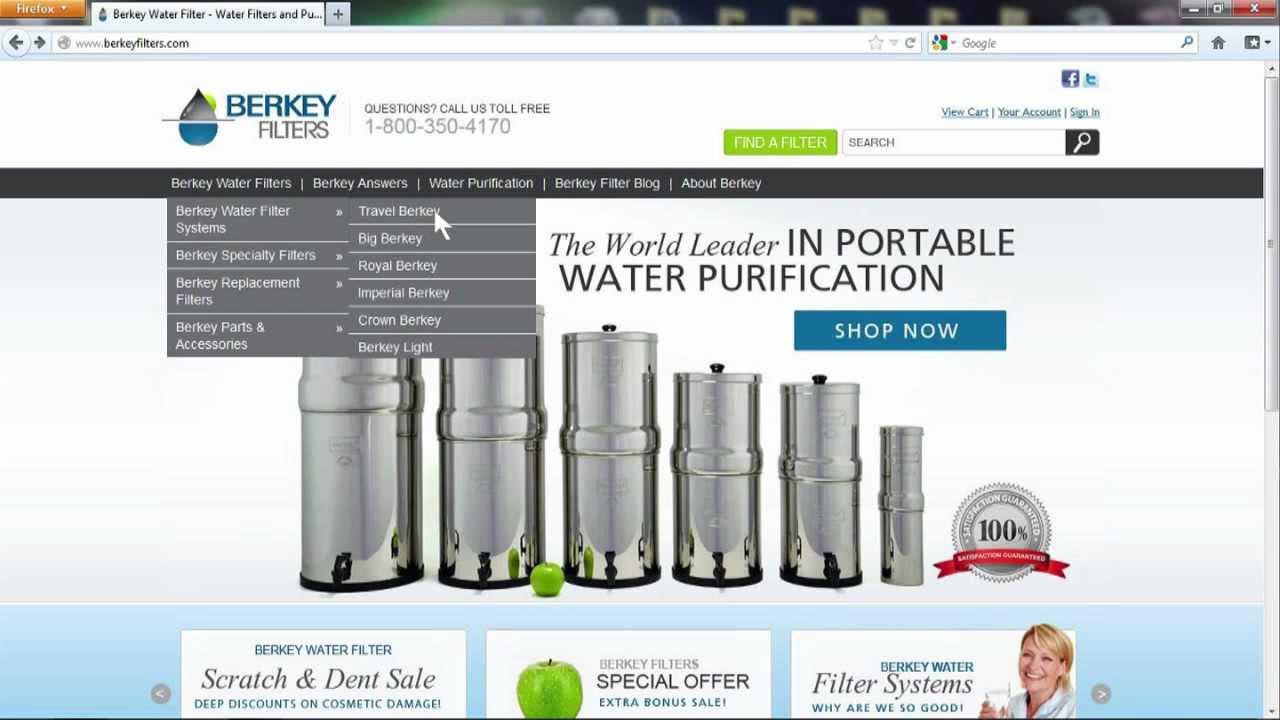 Firefox
Berkey Water Filter - Water Filters and Pu...
www.berkeyfilters.com
Google
BERKEY
FILTERS
QUESTIONS? CALL US TOLL FREE
1-800-350-4170
View Cart | Your Account | Sign In
FIND A FILTER
SEARCH
Berkey Water Filters | Berkey Answers | Water Purification | Berkey Filter Blog | About Berkey
Berkey Water Filter
Systems »
Berkey Specialty Filters »
Berkey Replacement
Filters »
Berkey Parts &
Accessories »
Travel Berkey
Big Berkey
Royal Berkey
Imperial Berkey
Crown Berkey
Berkey Light
The World Leader IN PORTABLE
WATER PURIFICATION
SHOP NOW
SATISFACTION GUARANTEE
100%
SATISFACTION GUARANTEED
BERKEY WATER FILTER
Scratch & Dent Sale
DEEP DISCOUNTS ON COSMETIC DAMAGE!
BERKEY FILTERS
SPECIAL OFFER
EXTRA BONUS SALE!
BERKEY WATER
Filter Systems
WHY ARE WE SO GOOD!